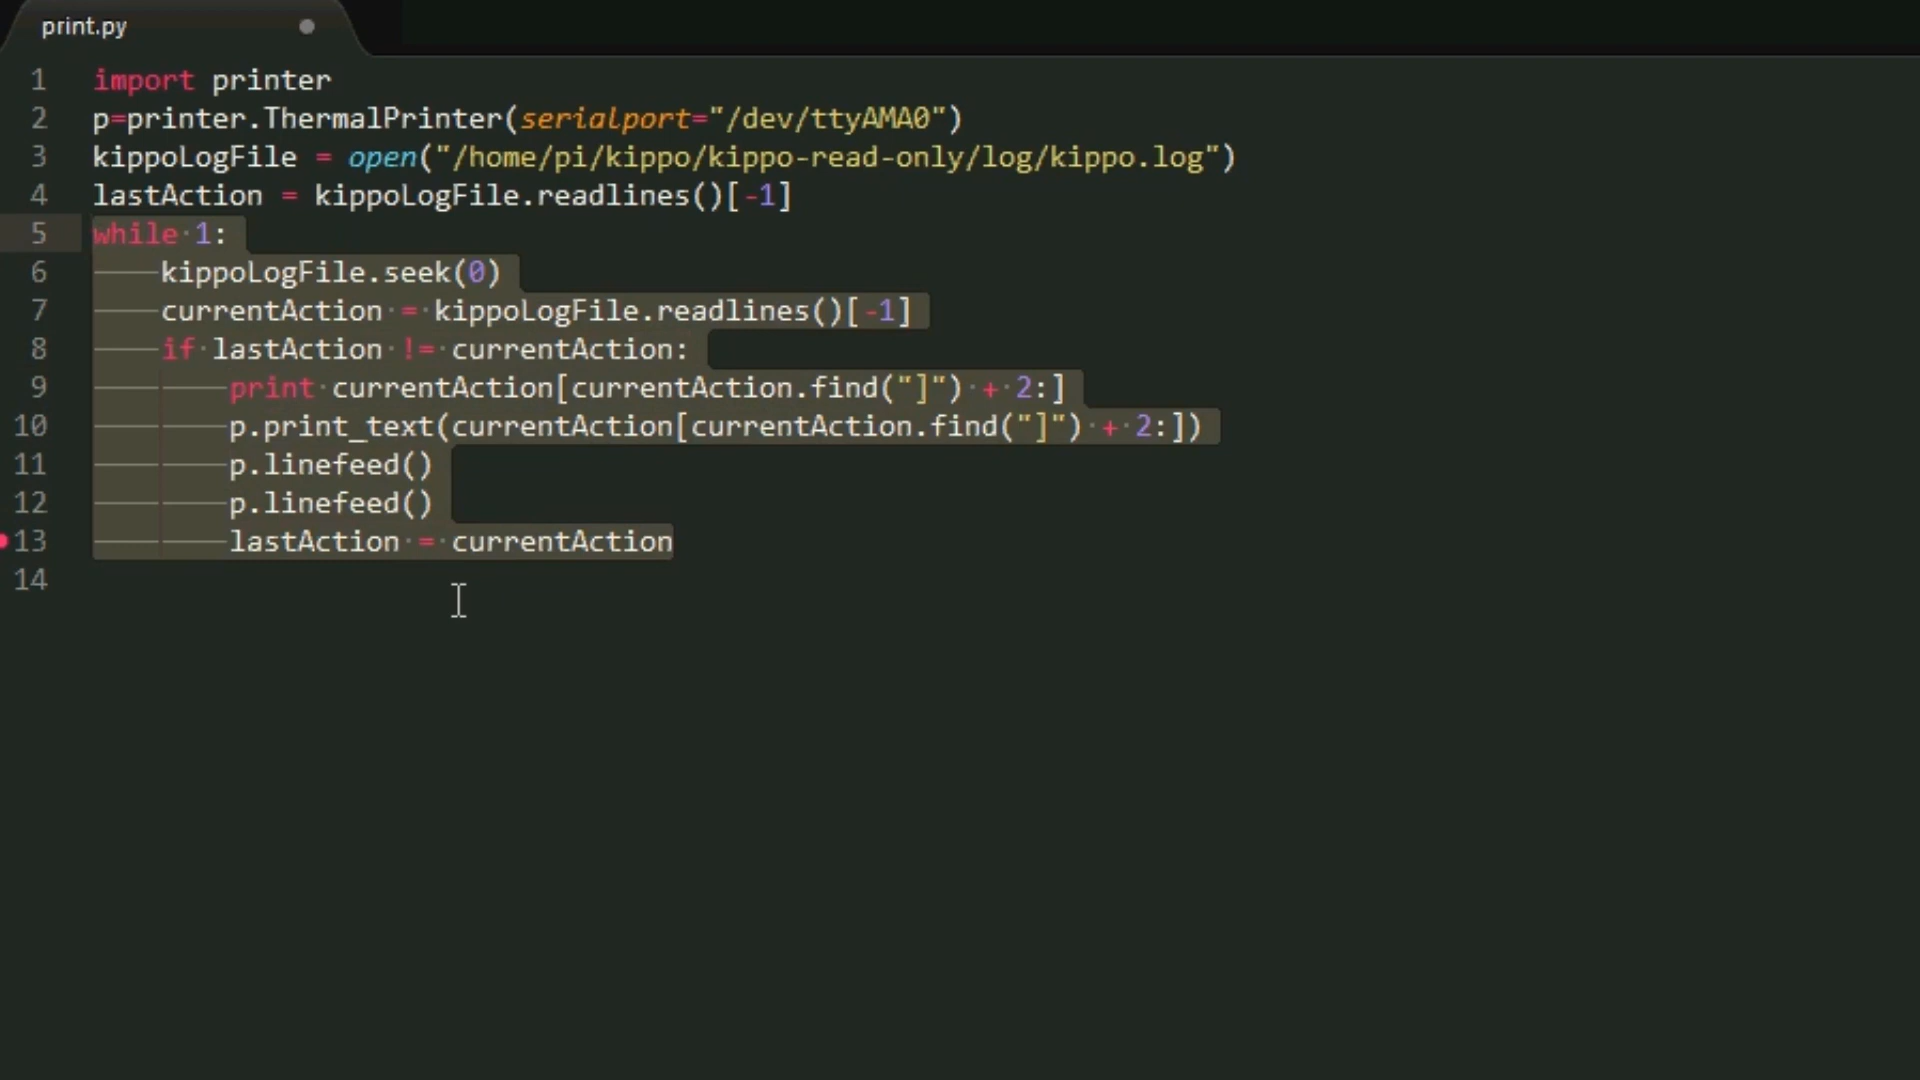 print.py
1 import printer
2 p=printer.ThermalPrinter(serialport="/dev/ttyAMA0")
3 kippoLogFile = open("/home/pi/kippo/kippo-read-only/log/kippo.log")
4 lastAction = kippoLogFile.readlines()[-1]
5 while 1:
6 kippoLogFile.seek(0)
7 currentAction = kippoLogFile.readlines()[-1]
8 if lastAction != currentAction:
9 print currentAction[currentAction.find("]") + 2:]
10 p.print_text(currentAction[currentAction.find("]") + 2:])
11 p.linefeed()
12 p.linefeed()
13 lastAction = currentAction
14